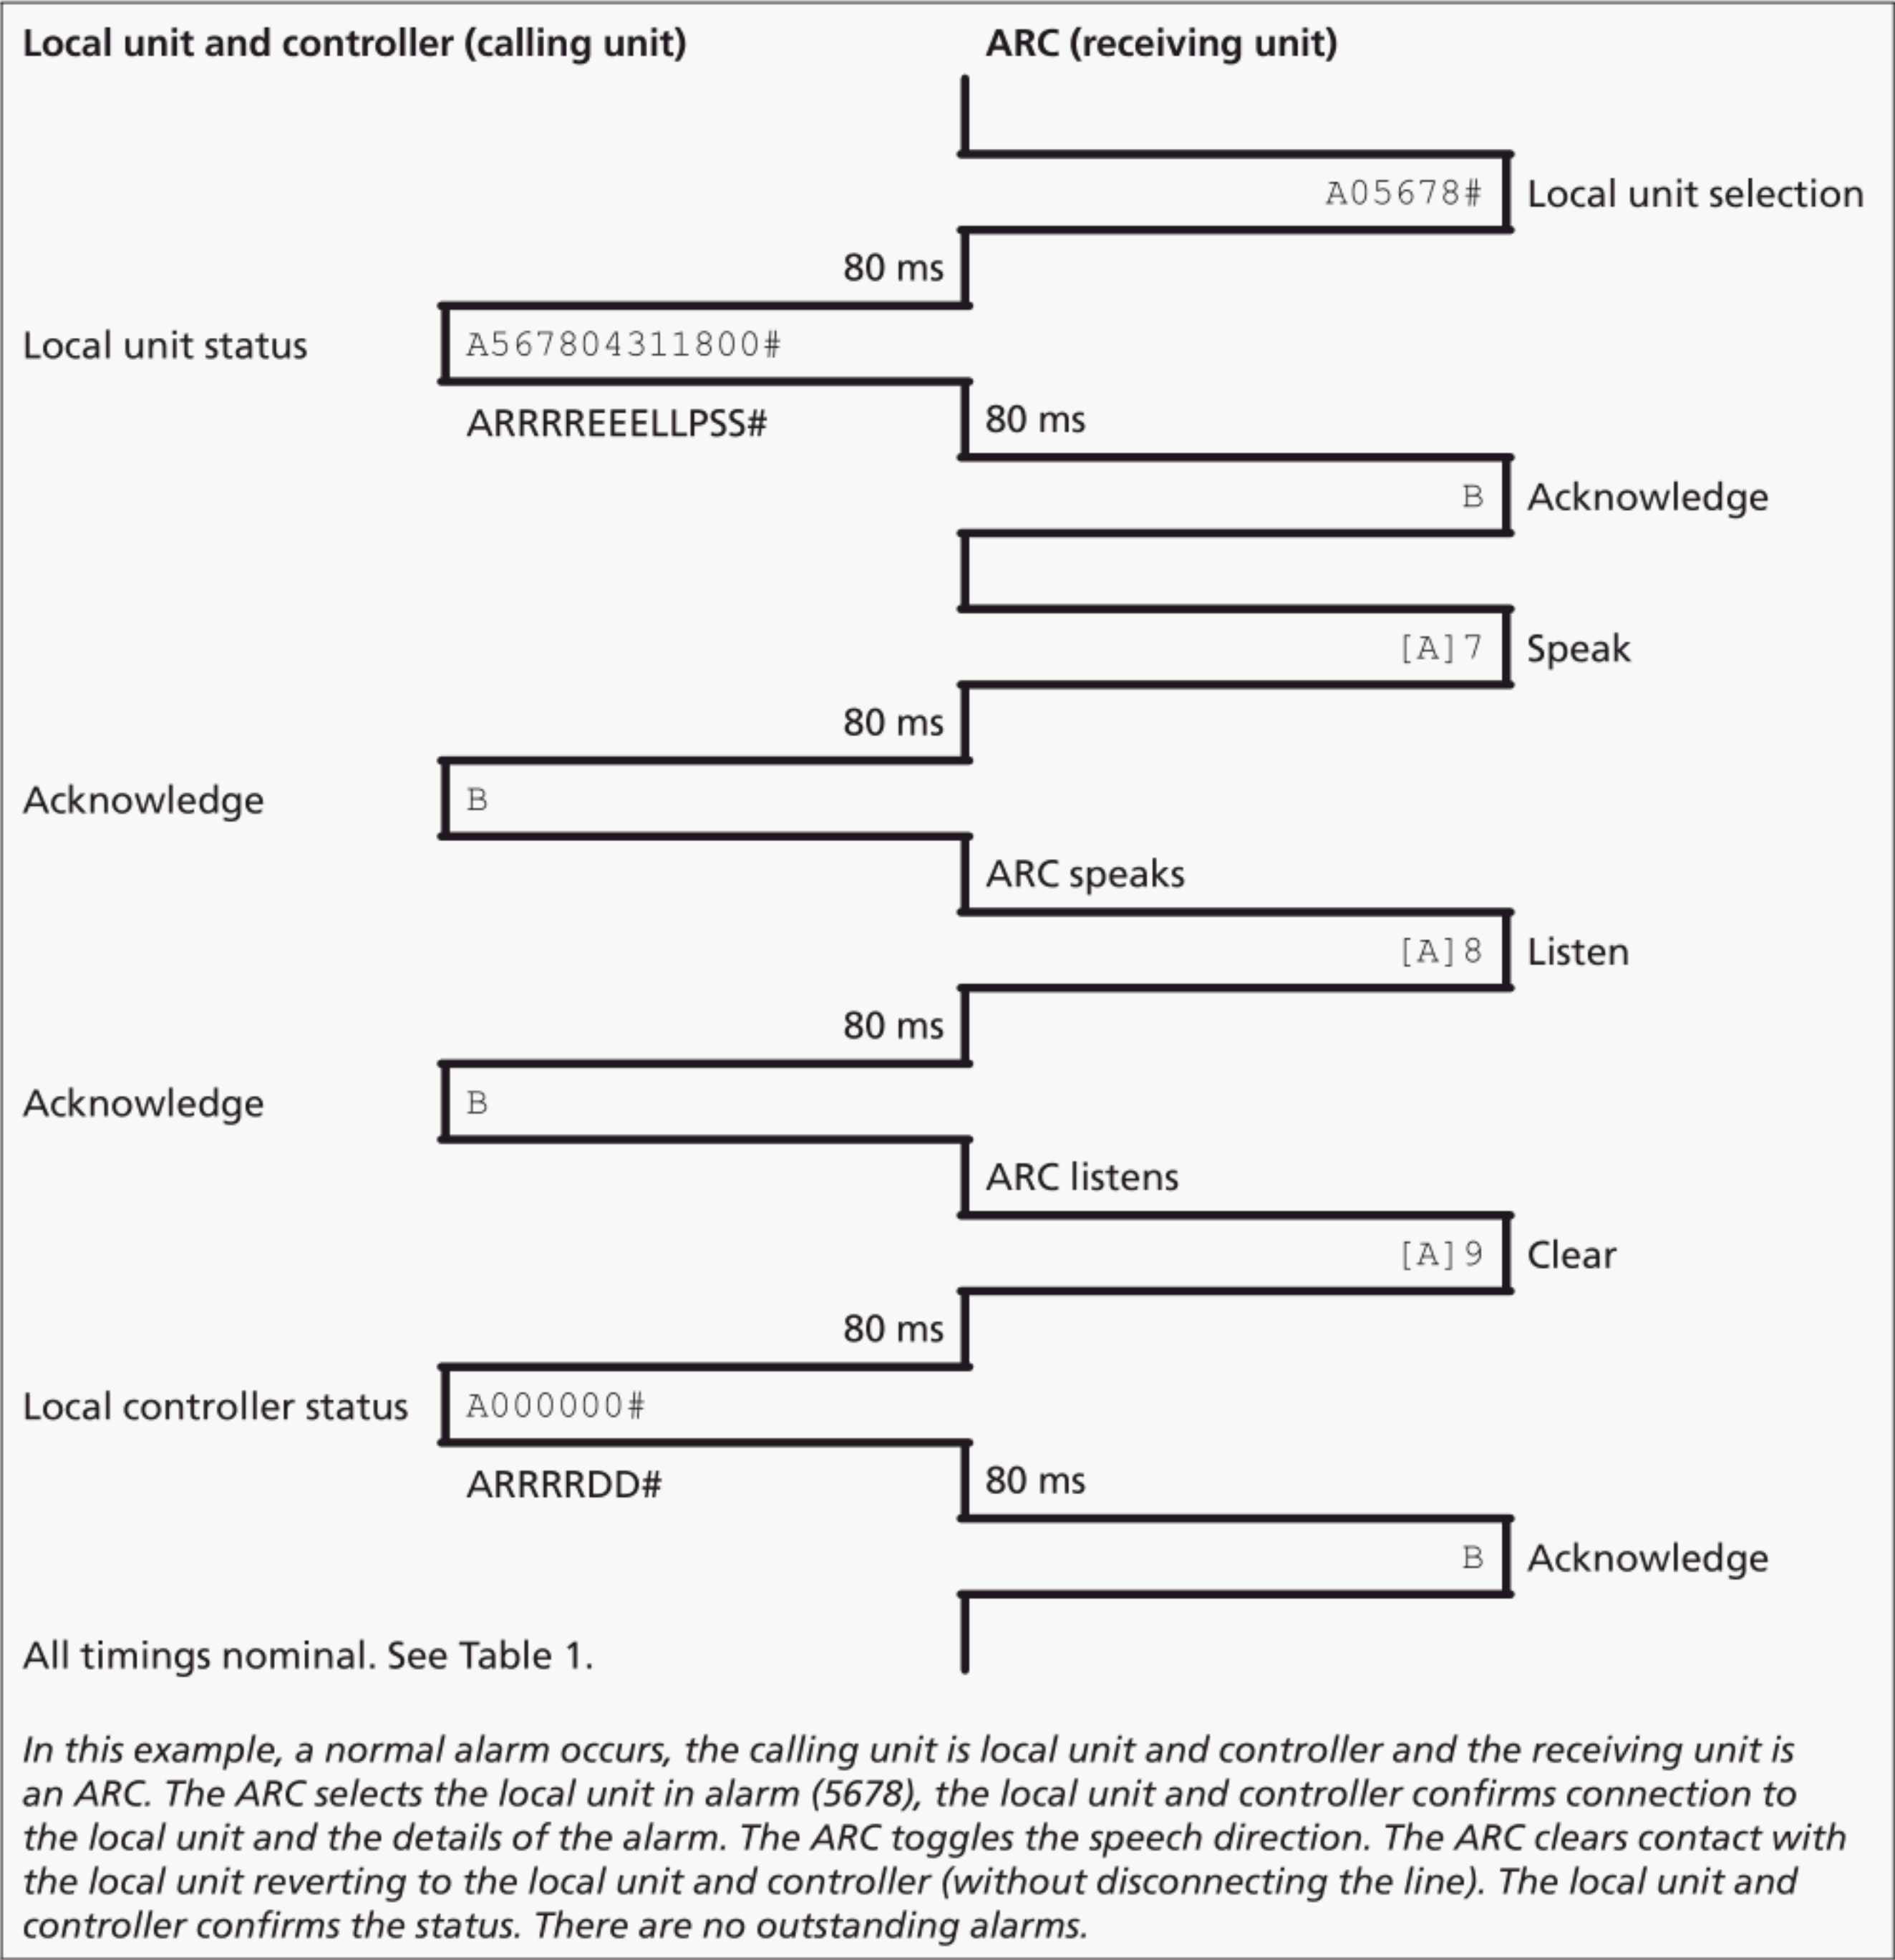 Local unit and controller (calling unit)
ARC (receiving unit)
A05678#
Local unit selection
80 ms
Local unit status
A567804311800#
ARRRREEELLPSS#
80 ms
B
Acknowledge
[A]7
Speak
80 ms
Acknowledge
B
ARC speaks
[A]8
Listen
80 ms
Acknowledge
B
ARC listens
[A]9
Clear
80 ms
Local controller status
A000000#
ARRRRDD#
80 ms
B
Acknowledge
All timings nominal. See Table 1.
In this example, a normal alarm occurs, the calling unit is local unit and controller and the receiving unit is
an ARC. The ARC selects the local unit in alarm (5678), the local unit and controller confirms connection to
the local unit and the details of the alarm. The ARC toggles the speech direction. The ARC clears contact with
the local unit reverting to the local unit and controller (without disconnecting the line). The local unit and
controller confirms the status. There are no outstanding alarms.